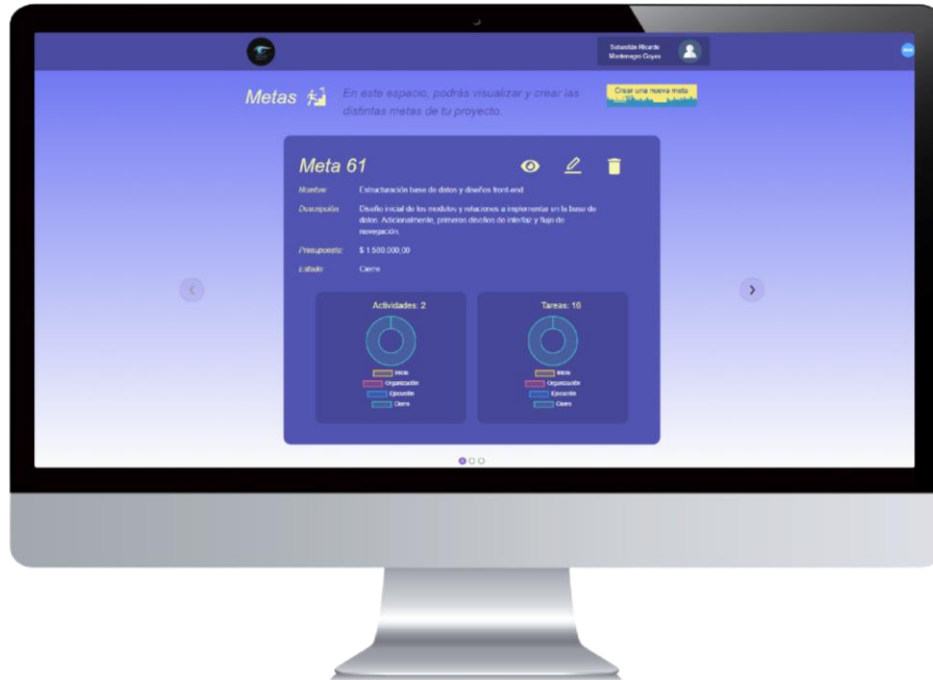 Sebastián Ricardo
Montenegro Goyes
Metas
En este espacio, podrás visualizar y crear las
distintas metas de tu proyecto.
Crear una nueva meta
Meta 61
Nombre:
Estructuración base de datos y diseños front-end
Descripción:
Diseño inicial de los modulos y relaciones a implementar en la base de
datos. Adicionalmente, primeros diseños de interfaz y flujo de
navegación.
Presupuesto:
$ 1.500.000,00
Estado:
Cierre
Actividades: 2
Inicio
Organización
Ejecución
Cierre
Tareas: 16
Inicio
Organización
Ejecución
Cierre